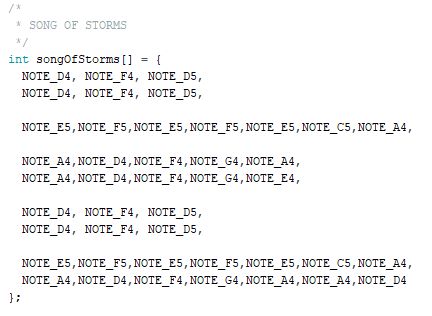 /*
 * SONG OF STORMS
 */
int songOfStorms[] = {
  NOTE_D4, NOTE_F4, NOTE_D5,
  NOTE_D4, NOTE_F4, NOTE_D5,

  NOTE_E5,NOTE_F5,NOTE_E5,NOTE_F5,NOTE_E5,NOTE_C5,NOTE_A4,

  NOTE_A4,NOTE_D4,NOTE_F4,NOTE_G4,NOTE_A4,
  NOTE_A4,NOTE_D4,NOTE_F4,NOTE_G4,NOTE_E4,

  NOTE_D4, NOTE_F4, NOTE_D5,
  NOTE_D4, NOTE_F4, NOTE_D5,

  NOTE_E5,NOTE_F5,NOTE_E5,NOTE_F5,NOTE_E5,NOTE_C5,NOTE_A4,
  NOTE_A4,NOTE_D4,NOTE_F4,NOTE_G4,NOTE_A4,NOTE_A4,NOTE_D4
};